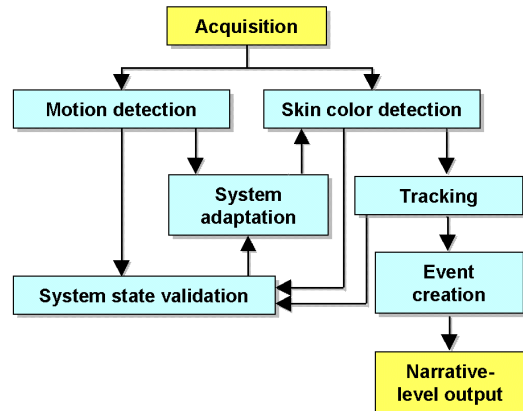 Acquisition
Motion detection
Skin color detection
System
adaptation
Tracking
System state validation
Event
creation
Narrative-
level output